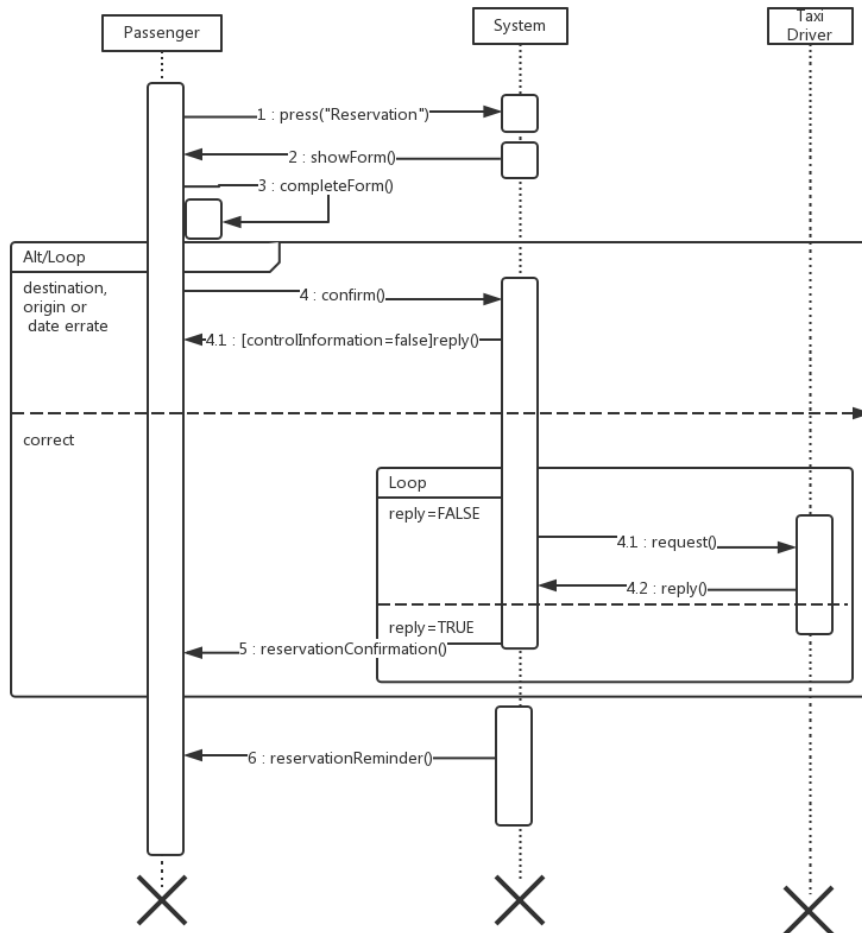 Passenger
System
Taxi
Driver
1 : press("Reservation")
2 : showForm()
3 : completeForm()
Alt/Loop
destination,
origin or
date errate
4 : confirm()
4.1 : [controlInformation=false]reply()
correct
Loop
reply=FALSE
4.1 : request()
4.2 : reply()
reply=TRUE
5 : reservationConfirmation()
6 : reservationReminder()